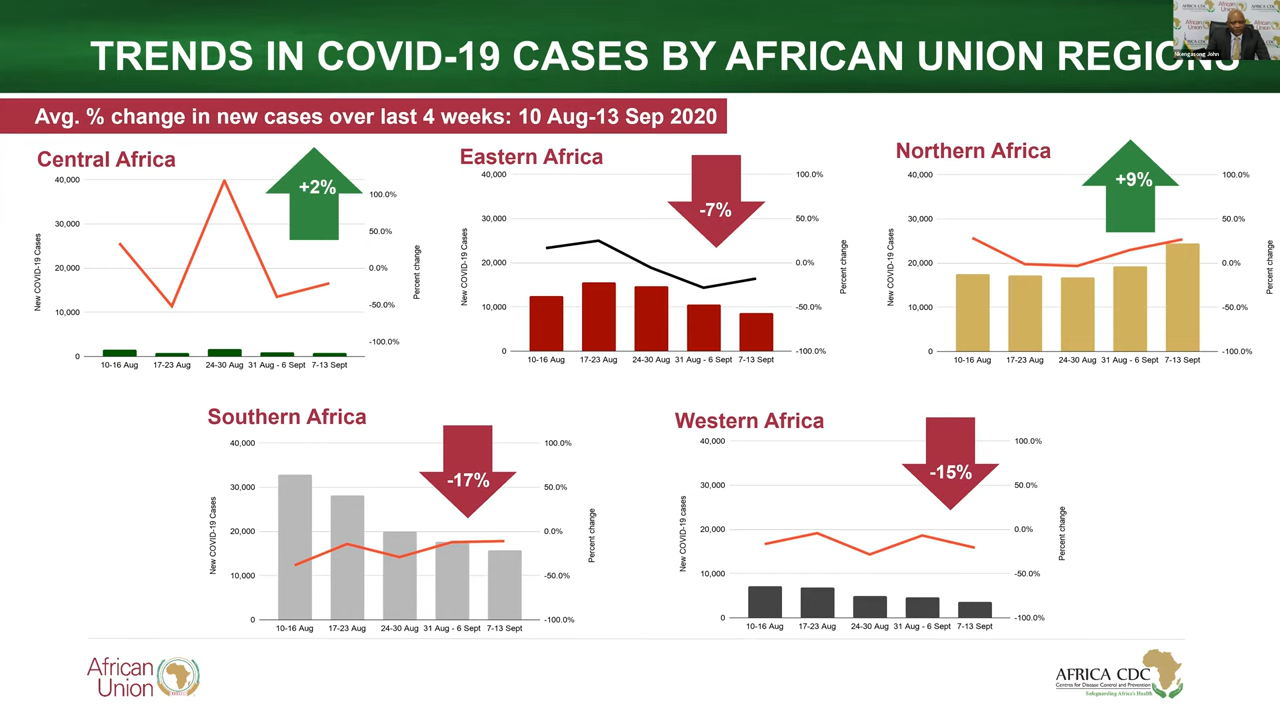 TRENDS IN COVID-19 CASES BY AFRICAN UNION REGIONS
Nkengasong John
Avg. % change in new cases over last 4 weeks: 10 Aug-13 Sep 2020
Central Africa
+2%
40,000
30,000
20,000
10,000
0
New COVID-19 Cases
100.0%
50.0%
0.0%
-50.0%
-100.0%
Percent change
10-16 Aug 17-23 Aug 24-30 Aug 31 Aug - 6 Sept 7-13 Sept
Eastern Africa
-7%
40,000
30,000
20,000
10,000
0
New COVID-19 Cases
100.0%
50.0%
0.0%
-50.0%
-100.0%
Percent change
10-16 Aug 17-23 Aug 24-30 Aug 31 Aug - 6 Sept 7-13 Sept
Northern Africa
+9%
40,000
30,000
20,000
10,000
0
New COVID-19 Cases
100.0%
50.0%
0.0%
-50.0%
-100.0%
Percent change
10-16 Aug 17-23 Aug 24-30 Aug 31 Aug - 6 Sept 7-13 Sept
Southern Africa
-17%
40,000
30,000
20,000
10,000
0
New COVID-19 Cases
100.0%
50.0%
0.0%
-50.0%
-100.0%
Percent change
10-16 Aug 17-23 Aug 24-30 Aug 31 Aug - 6 Sept 7-13 Sept
Western Africa
-15%
40,000
30,000
20,000
10,000
0
New COVID-19 cases
100.0%
50.0%
0.0%
-50.0%
-100.0%
Percent change
10-16 Aug 17-23 Aug 24-30 Aug 31 Aug - 6 Sept 7-13 Sept
African
Union
AFRICA CDC
Centres for Disease Control and Prevention
Safeguarding Africa's Health